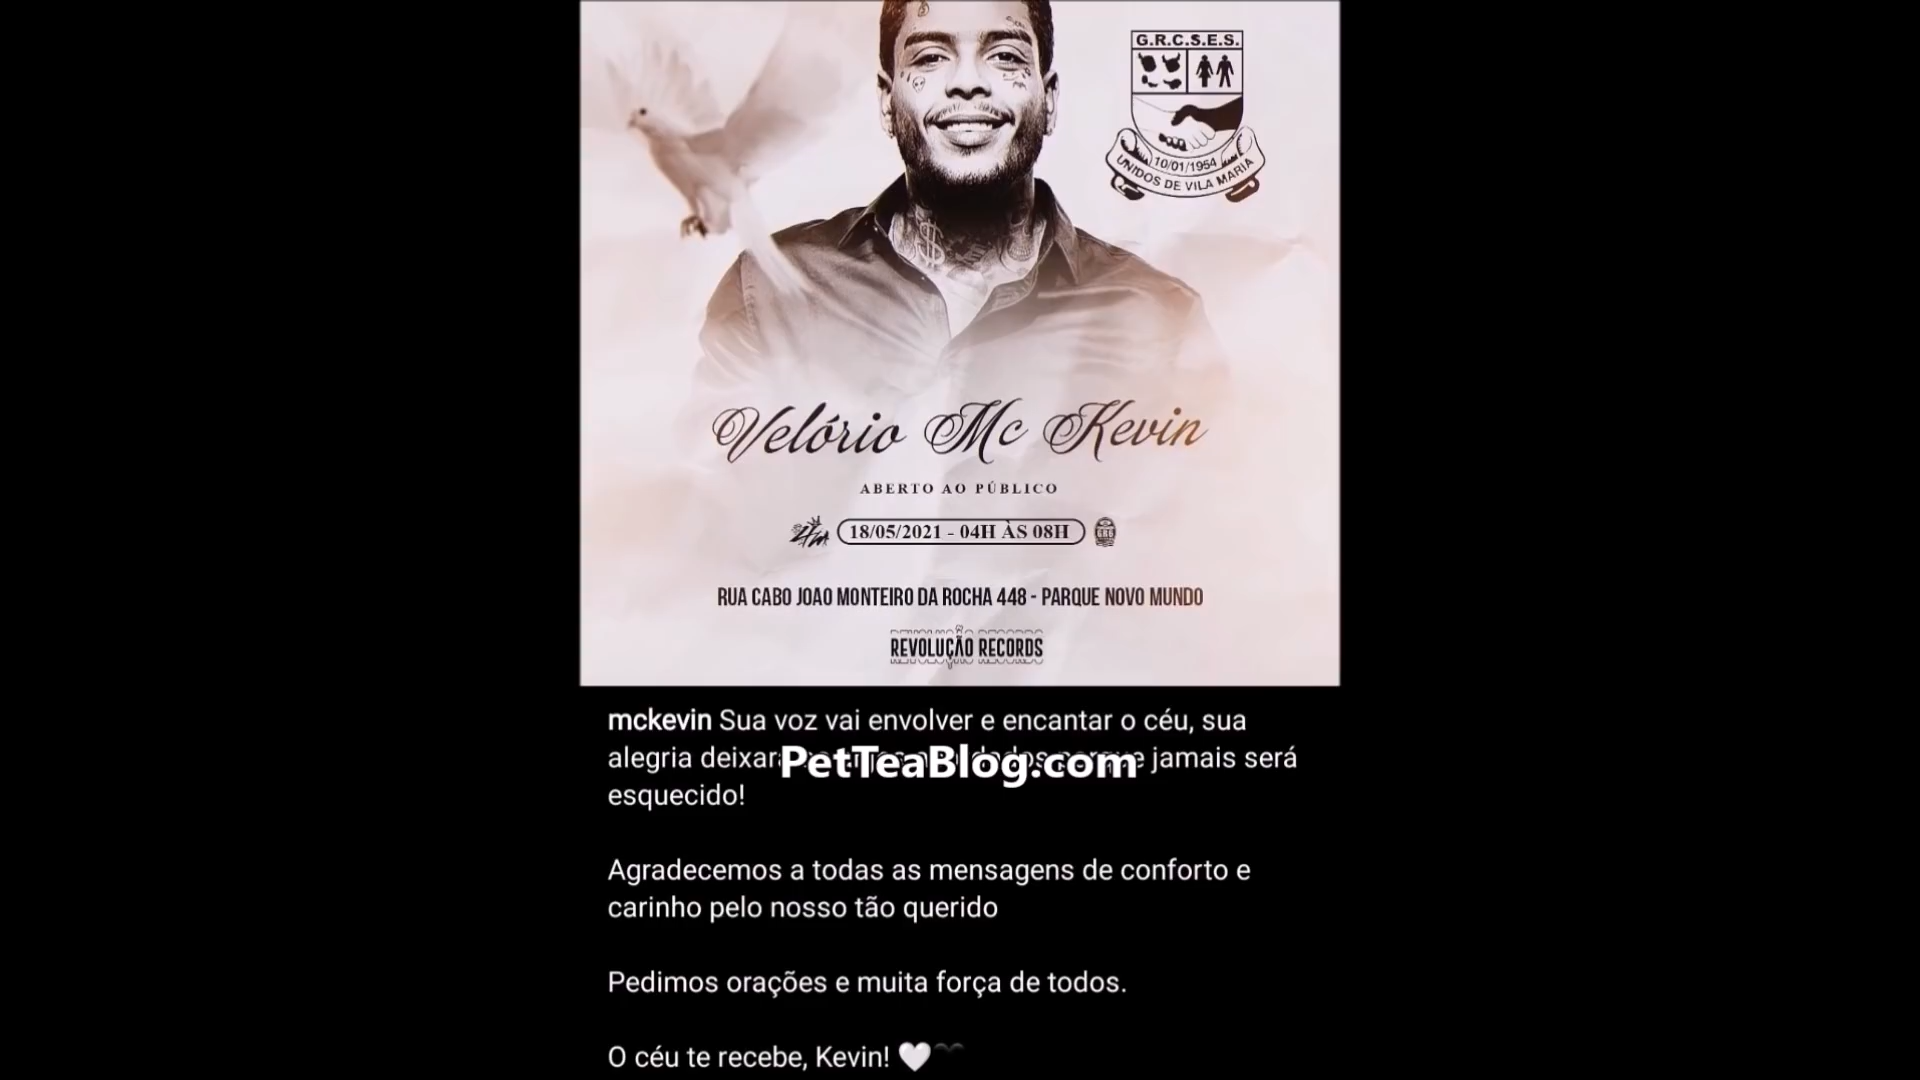 G.R.C.S.E.S.
10/01/1954
UNIDOS DE VILA MARIA
Velório Mc Kevin
ABERTO AO PÚBLICO
18/05/2021 - 04H ÀS 08H
RUA CABO JOAO MONTEIRO DA ROCHA 448 - PARQUE NOVO MUNDO
REVOLUÇÃO RECORDS
mckevin Sua voz vai envolver e encantar o céu, sua
alegria jamais será
PetTeaBlog.com
esquecido!
Agradecemos a todas as mensagens de conforto e
carinho pelo nosso tão querido
Pedimos orações e muita força de todos.
O céu te recebe, Kevin! 🤍